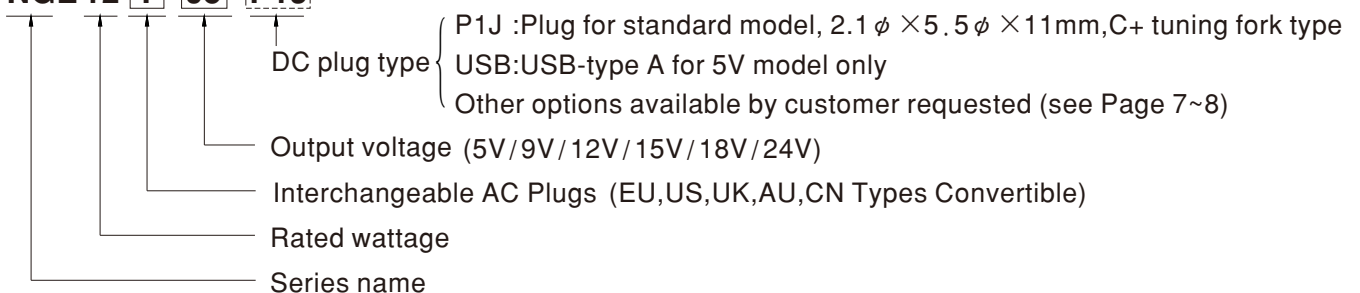 P1J :Plug for standard model, 2.1φ ×5.5φ ×11mm,C+ tuning fork type
DC plug type
USB:USB-type A for 5V model only
Other options available by customer requested (see Page 7~8)
Output voltage (5V/9V/12V/15V/18V/24V)
Interchangeable AC Plugs (EU,US,UK,AU,CN Types Convertible)
Rated wattage
Series name